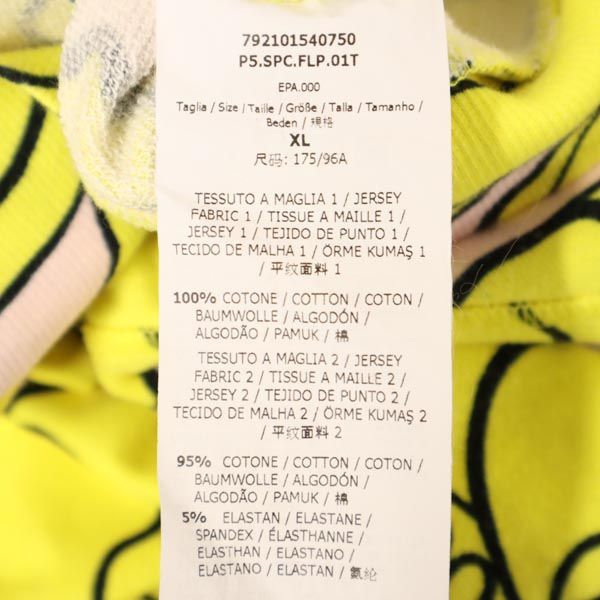 792101540750
P5.SPC.FLP.01T
EPA.000
Taglia / Size / Taille / Größe / Talla / Tamanho /
Beden / 规格
XL
尺码: 175/96A
TESSUTO A MAGLIA 1 / JERSEY
FABRIC 1 / TISSUE A MAILLE 1 /
JERSEY 1 / TEJIDO DE PUNTO 1 /
TECIDO DE MALHA 1 / ÖRME KUMAŞ 1
/ 平纹面料 1
100% COTONE / COTTON / COTON /
BAUMWOLLE / ALGODÓN /
ALGODÃO / PAMUK / 棉
TESSUTO A MAGLIA 2 / JERSEY
FABRIC 2 / TISSUE A MAILLE 2 /
JERSEY 2 / TEJIDO DE PUNTO 2 /
TECIDO DE MALHA 2 / ÖRME KUMAŞ 2
/ 平纹面料 2
95% COTONE / COTTON / COTON /
BAUMWOLLE / ALGODÓN /
ALGODÃO / PAMUK / 棉
5% ELASTAN / ELASTANE /
SPANDEX / ÉLASTHANNE /
ELASTHAN / ELASTANO /
ELASTANO / ELASTAN / 氨纶